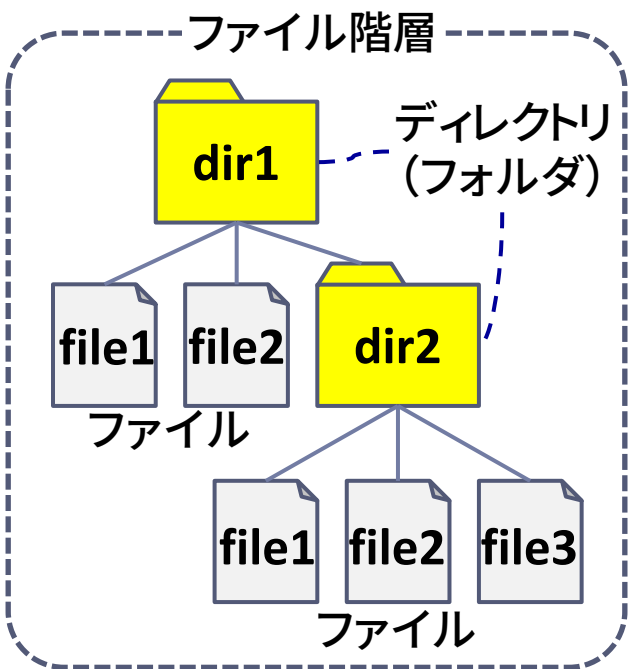 ファイル階層
dir1
ディレクトリ
（フォルダ）
file1
file2
dir2
ファイル
file1
file2
file3
ファイル